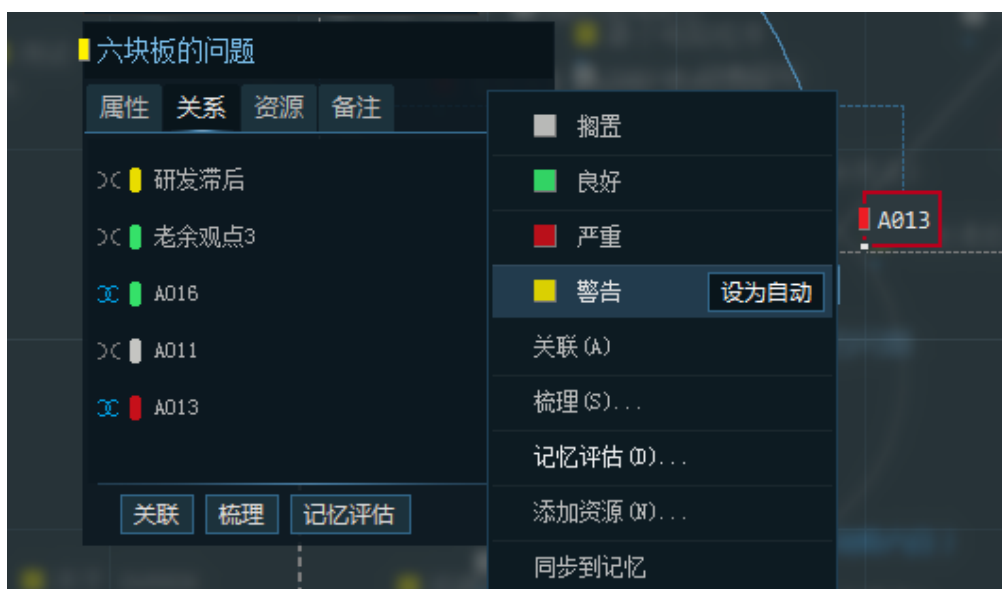 六块板的问题
属性 关系 资源 备注
研发滞后
老余观点3
A016
A011
A013
关联 梳理 记忆评估
搁置
良好
严重
警告 设为自动
关联(A)
梳理(S)...
记忆评估(D)...
添加资源(N)...
同步到记忆
A013